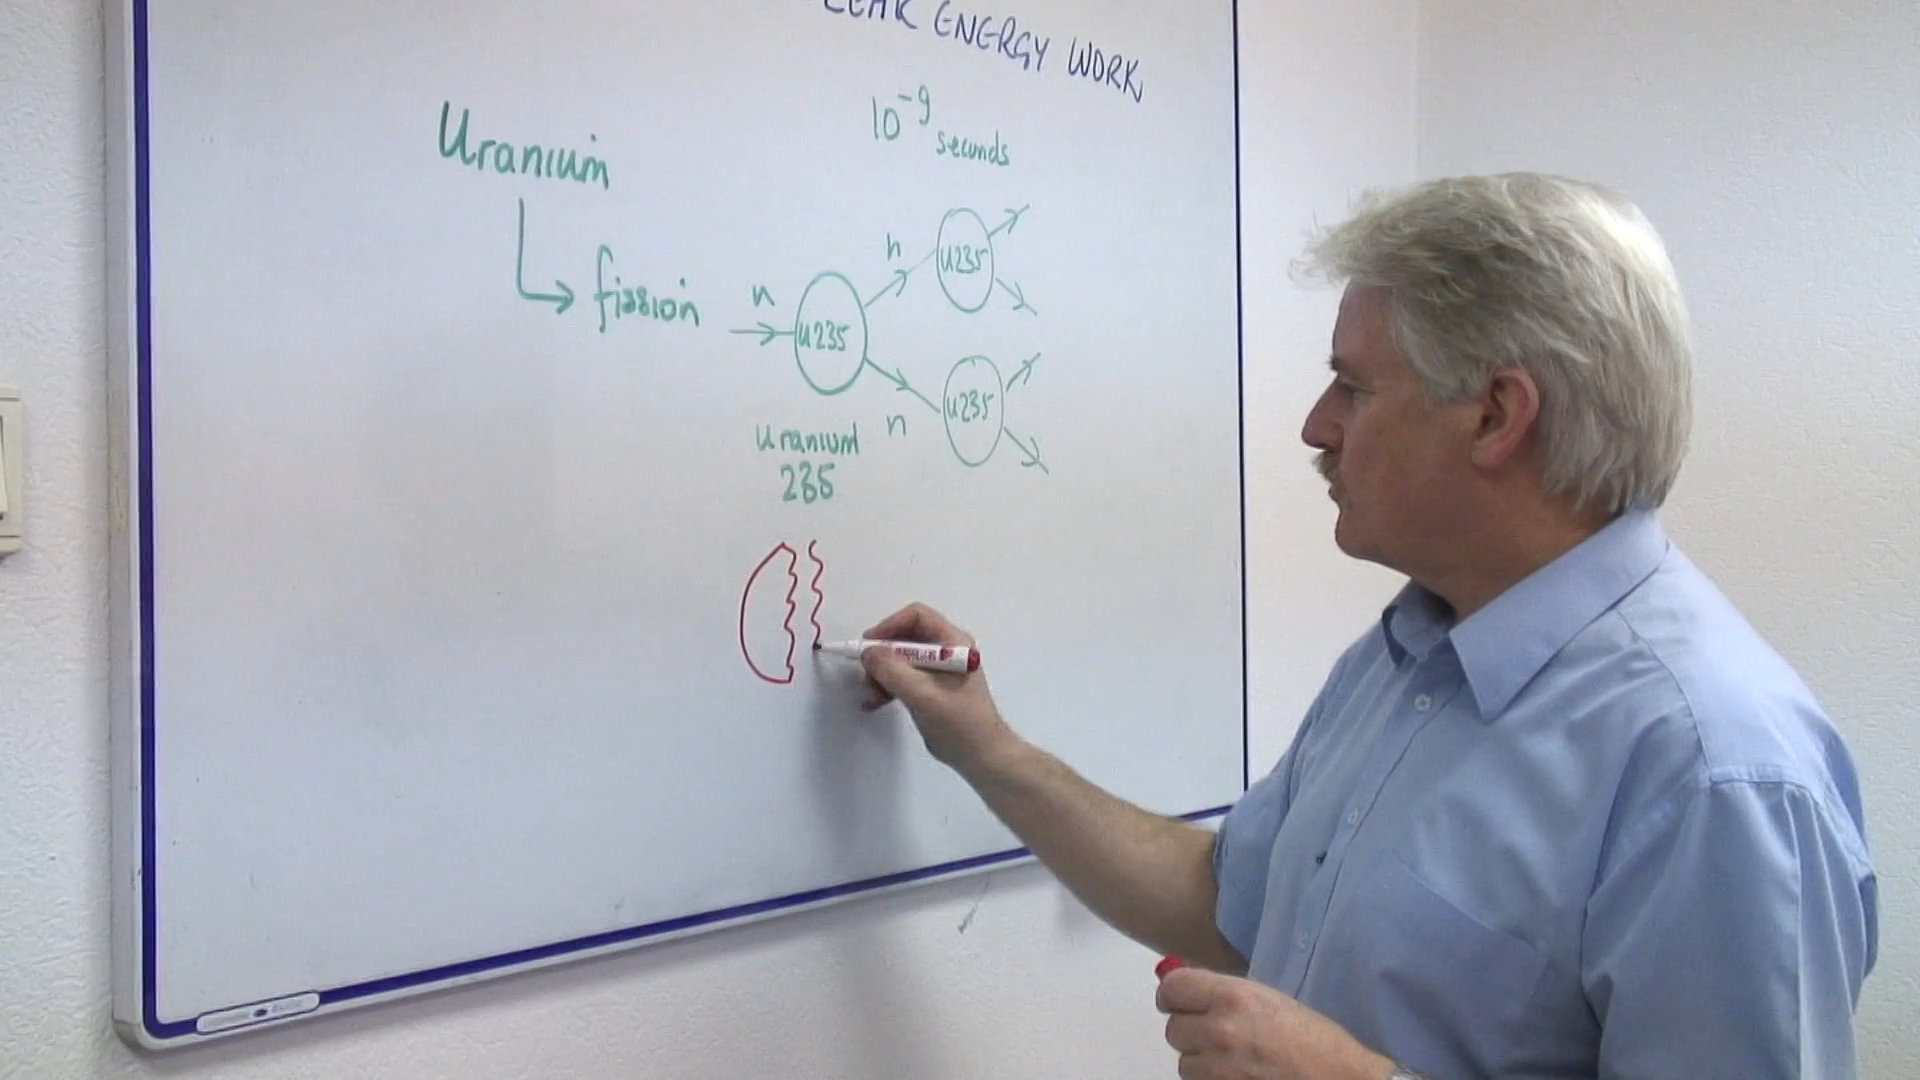 ENERGY WORK
10⁻⁹ seconds
Uranium
fission
n
U235
n
U235
n
U235
Uranium
235